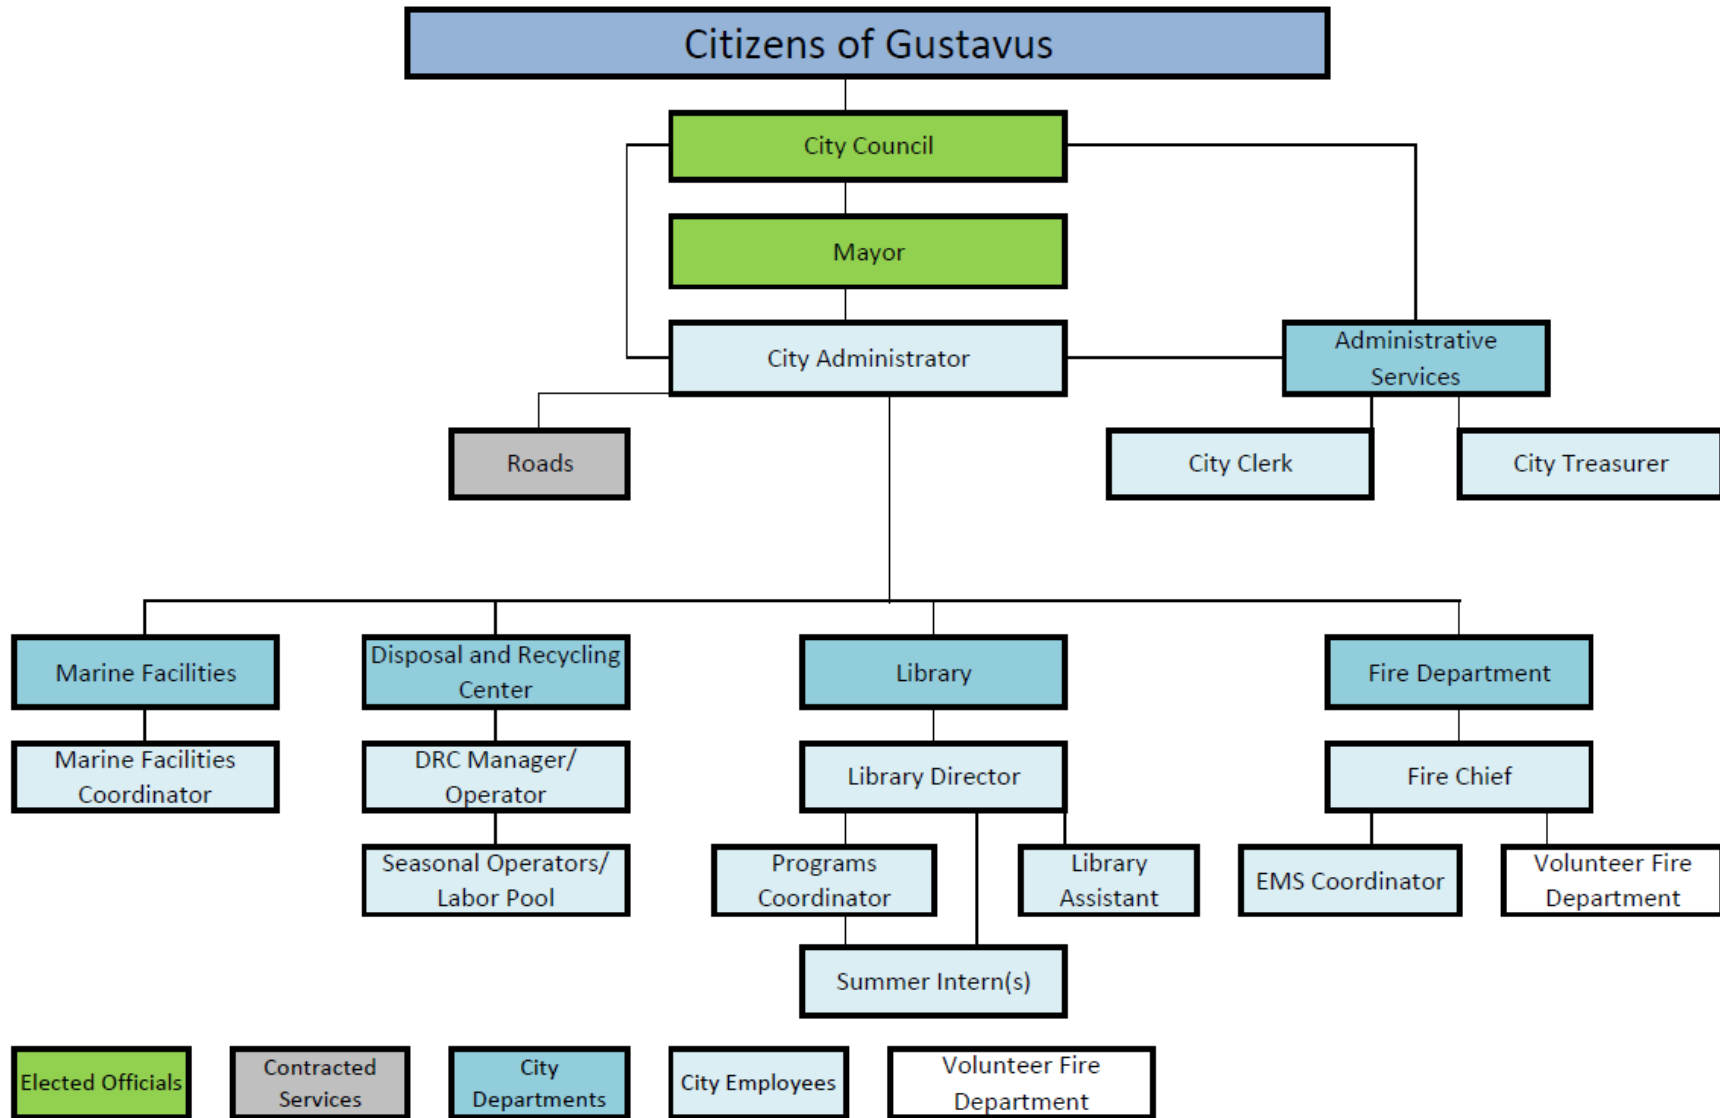 Citizens of Gustavus
City Council
Mayor
City Administrator
Administrative
Services
Roads
City Clerk
City Treasurer
Marine Facilities
Disposal and Recycling
Center
Library
Fire Department
Marine Facilities
Coordinator
DRC Manager/
Operator
Library Director
Fire Chief
Seasonal Operators/
Labor Pool
Programs
Coordinator
Library
Assistant
EMS Coordinator
Volunteer Fire
Department
Summer Intern(s)
Elected Officials
Contracted
Services
City
Departments
City Employees
Volunteer Fire
Department